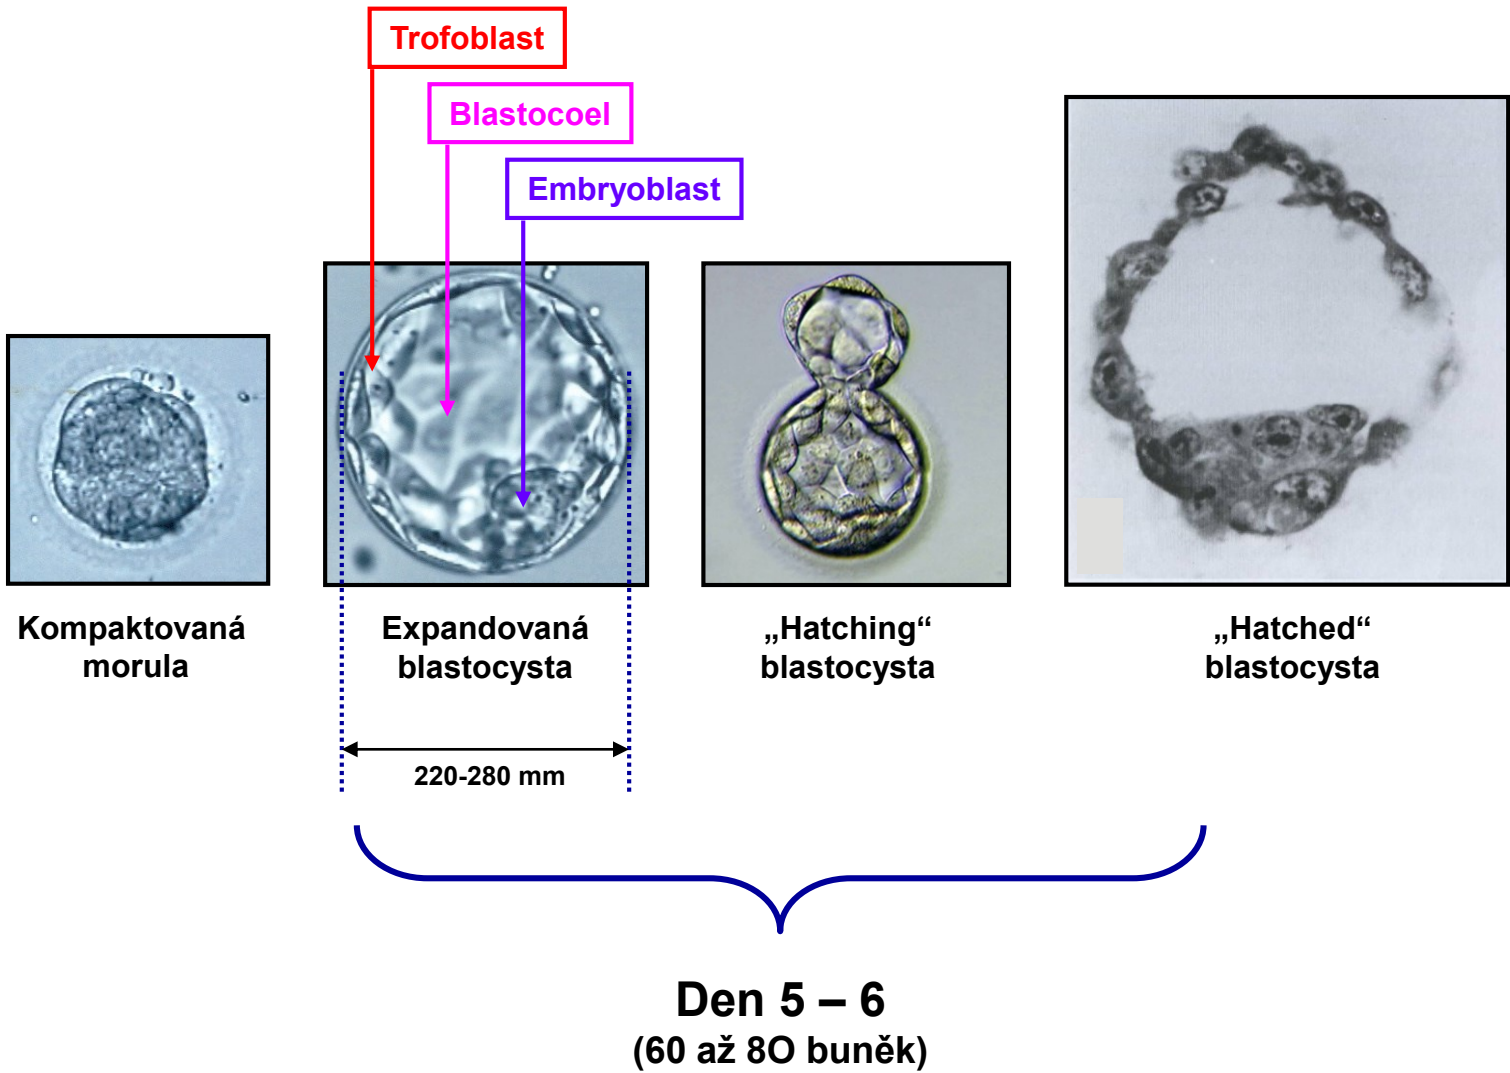 Trofoblast
Blastocoel
Embryoblast
Kompaktovaná
morula
Expandovaná
blastocysta
„Hatching“
blastocysta
„Hatched“
blastocysta
220-280 mm
Den 5 – 6
(60 až 8O buněk)